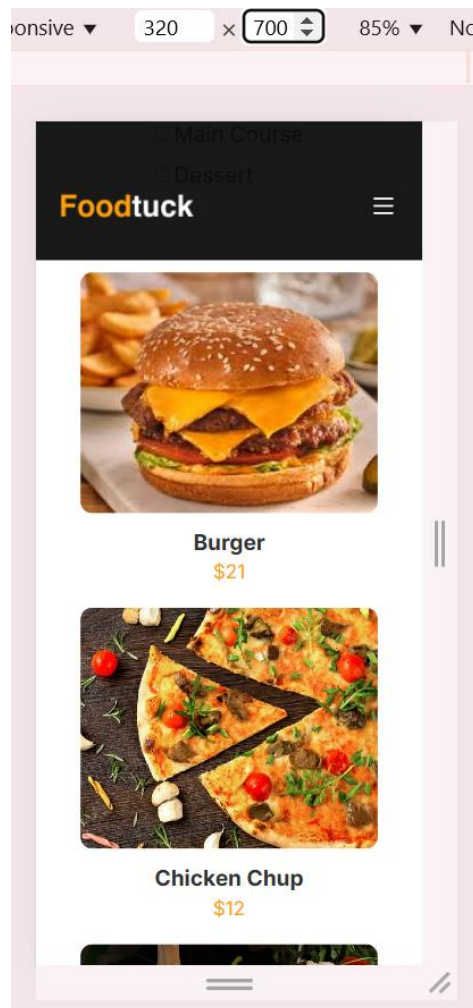 onsive ▼ 320 × 700 85% ▼ No
Main Course
Dessert
Foodtuck
Burger
$21
Chicken Chup
$12